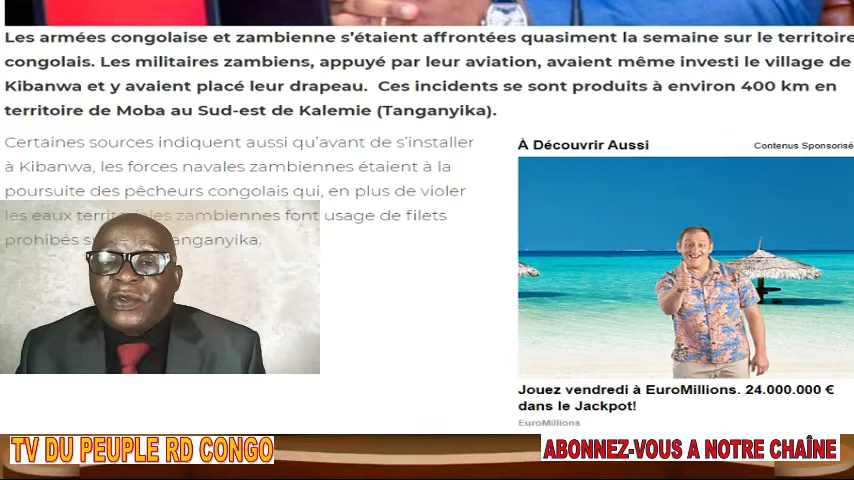 Les armées congolaise et zambienne s'étaient affrontées quasiment la semaine sur le territoire
congolais. Les militaires zambiens, appuyé par leur aviation, avaient même investi le village de
Kibanwa et y avaient placé leur drapeau. Ces incidents se sont produits à environ 400 km en
territoire de Moba au Sud-est de Kalemie (Tanganyika).
Certaines sources indiquent aussi qu'avant de s'installer
à Kibanwa, les forces navales zambiennes étaient à la
poursuite des pêcheurs congolais qui, en plus de violer
les eaux territoriales zambiennes font usage de filets
prohibés Tanganyika.
À Découvrir Aussi
Contenus Sponsorisé
Jouez vendredi à EuroMillions. 24.000.000 €
dans le Jackpot!
EuroMillions
TV DU PEUPLE RD CONGO
ABONNEZ-VOUS A NOTRE CHAÎNE